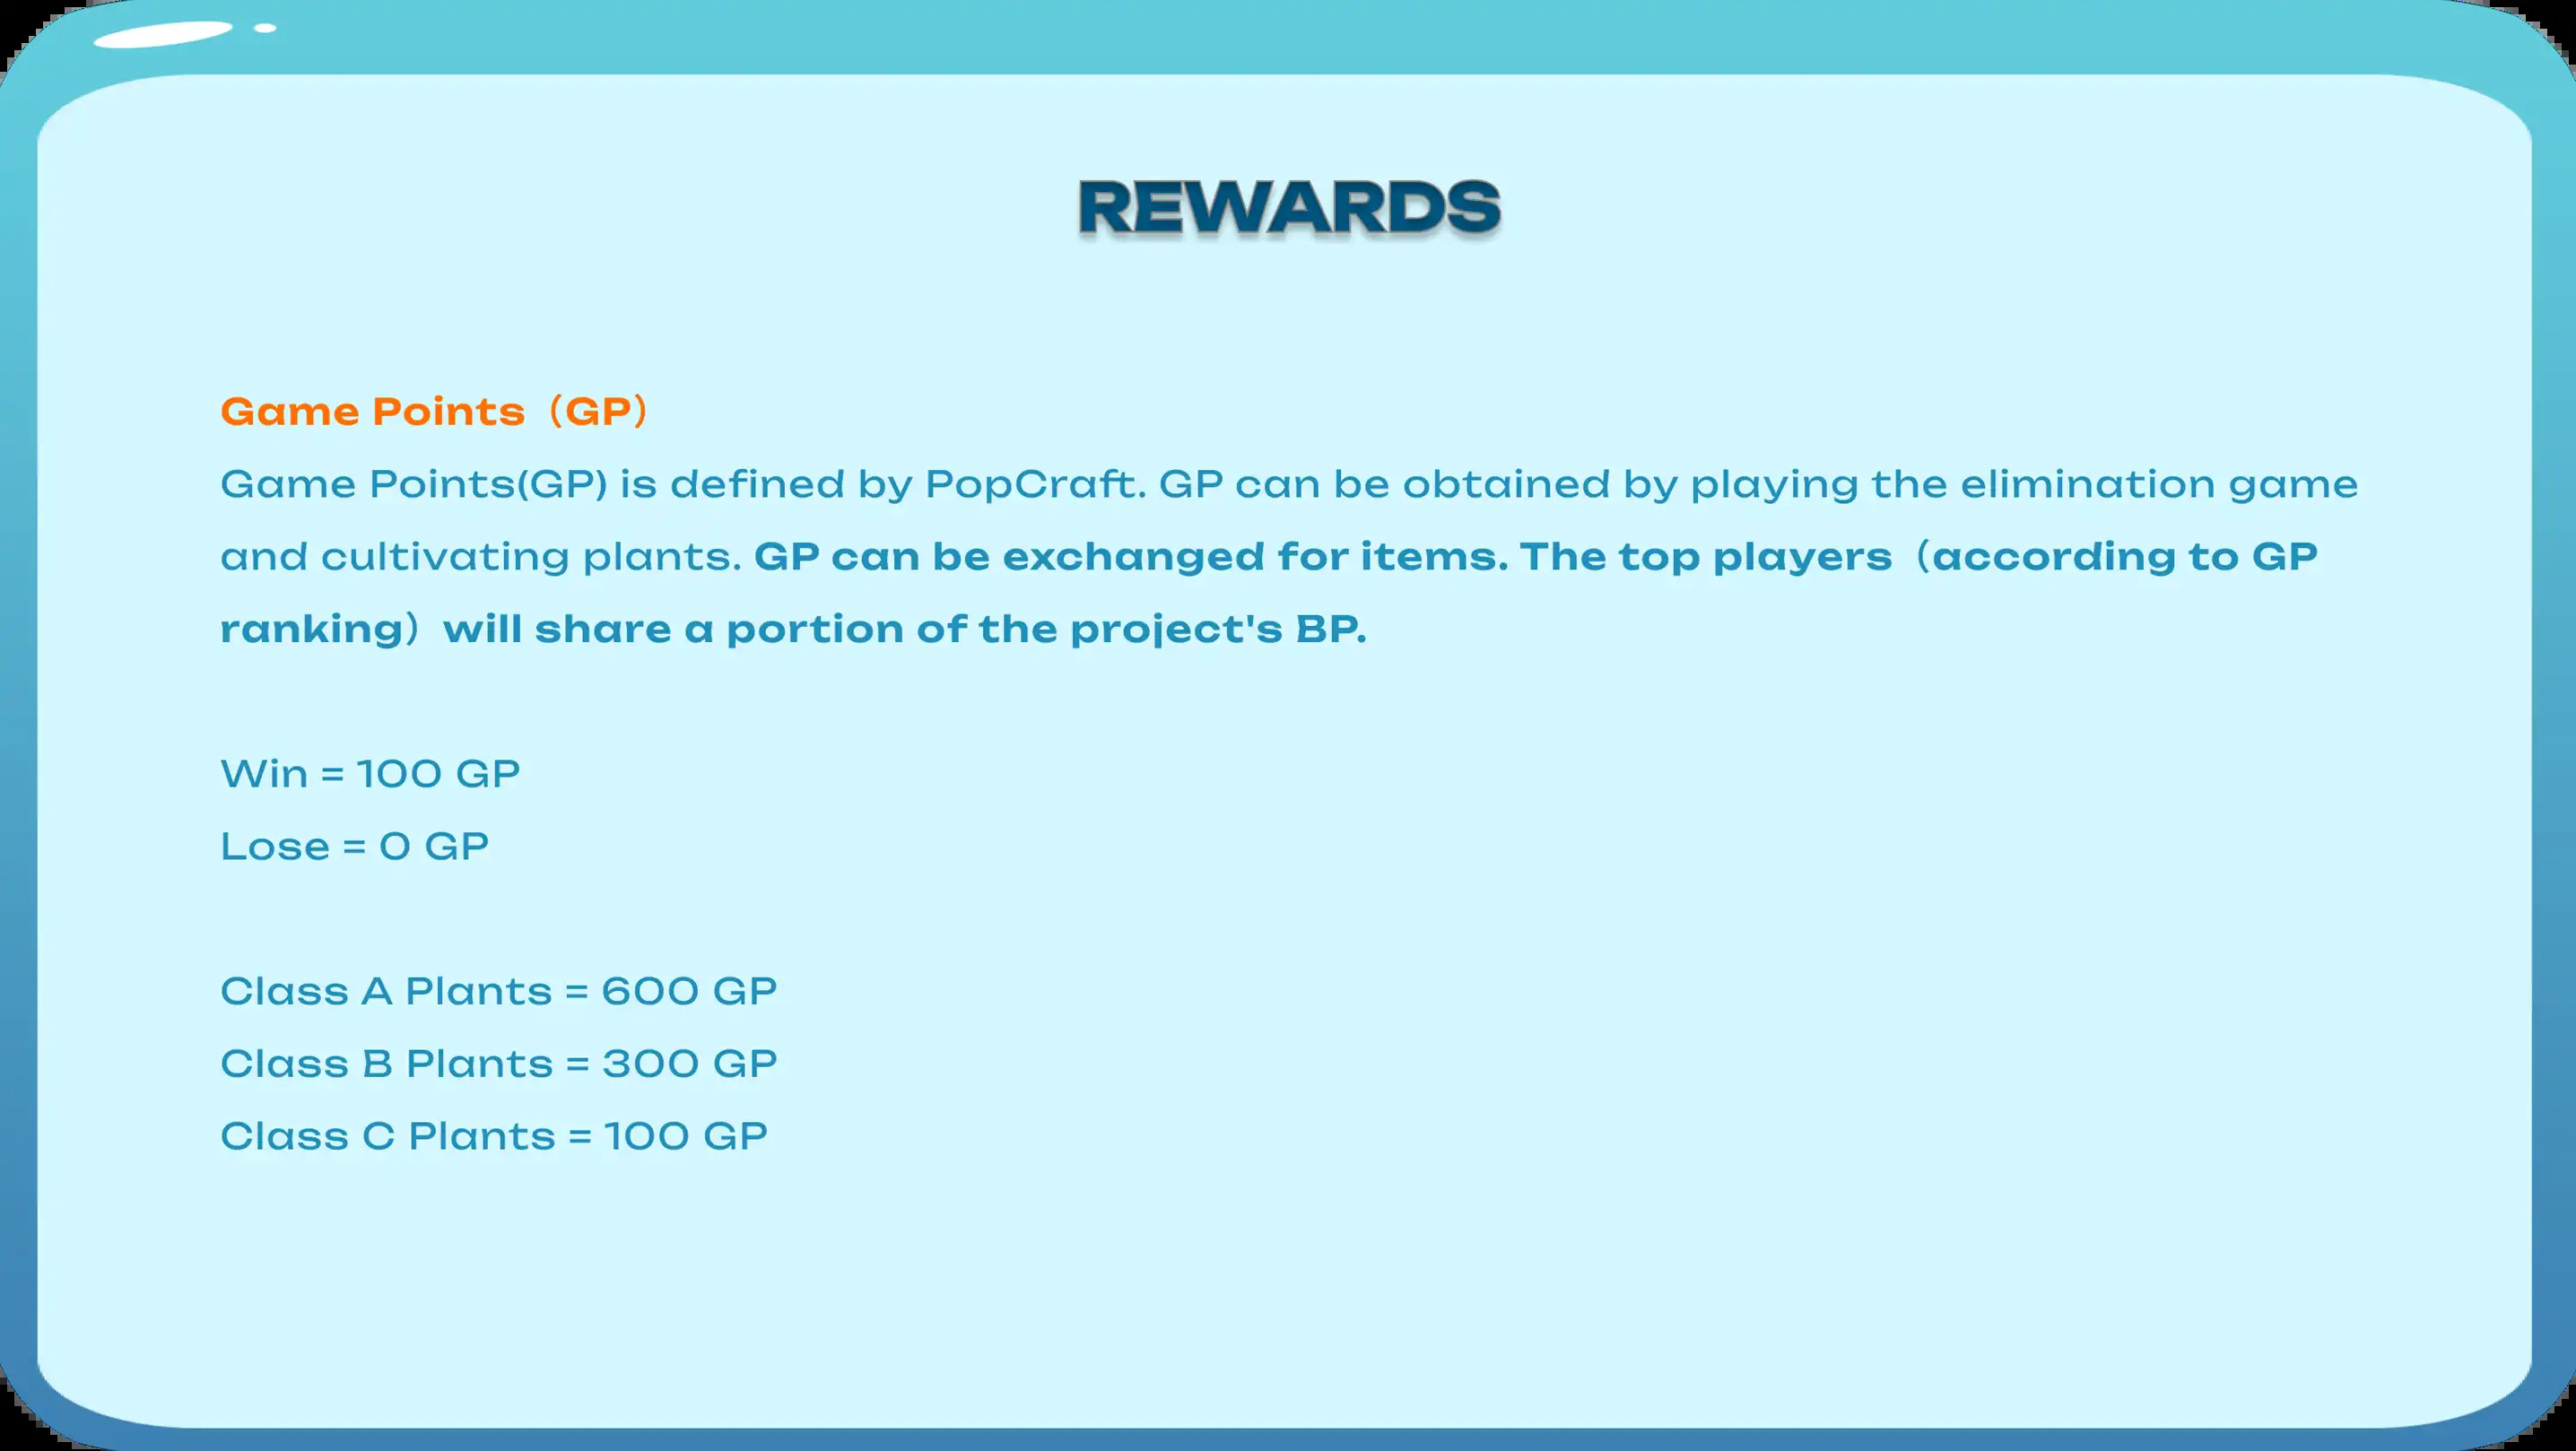 REWARDS
Game Points（GP）
Game Points(GP) is defined by PopCraft. GP can be obtained by playing the elimination game
and cultivating plants. GP can be exchanged for items. The top players（according to GP
ranking）will share a portion of the project's BP.
Win = 100 GP
Lose = 0 GP
Class A Plants = 600 GP
Class B Plants = 300 GP
Class C Plants = 100 GP